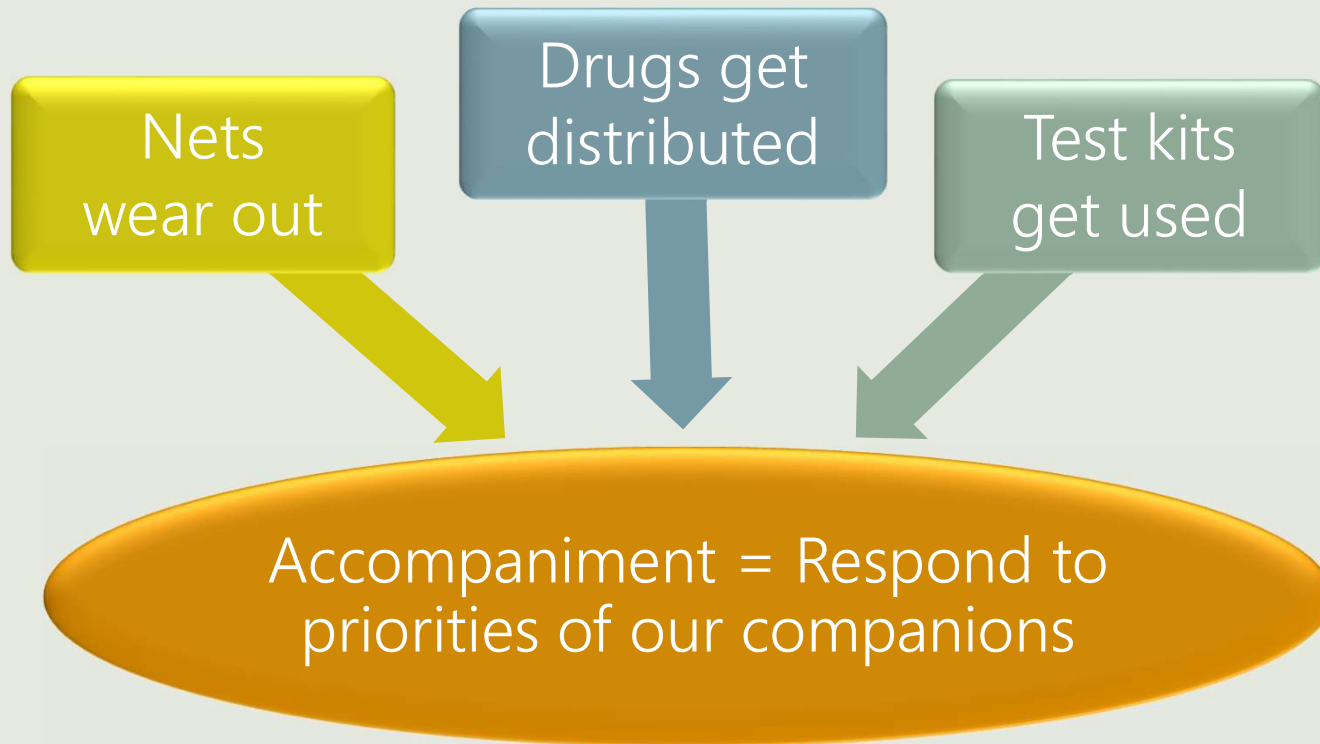 Nets
wear out
Drugs get
distributed
Test kits
get used
Accompaniment = Respond to
priorities of our companions